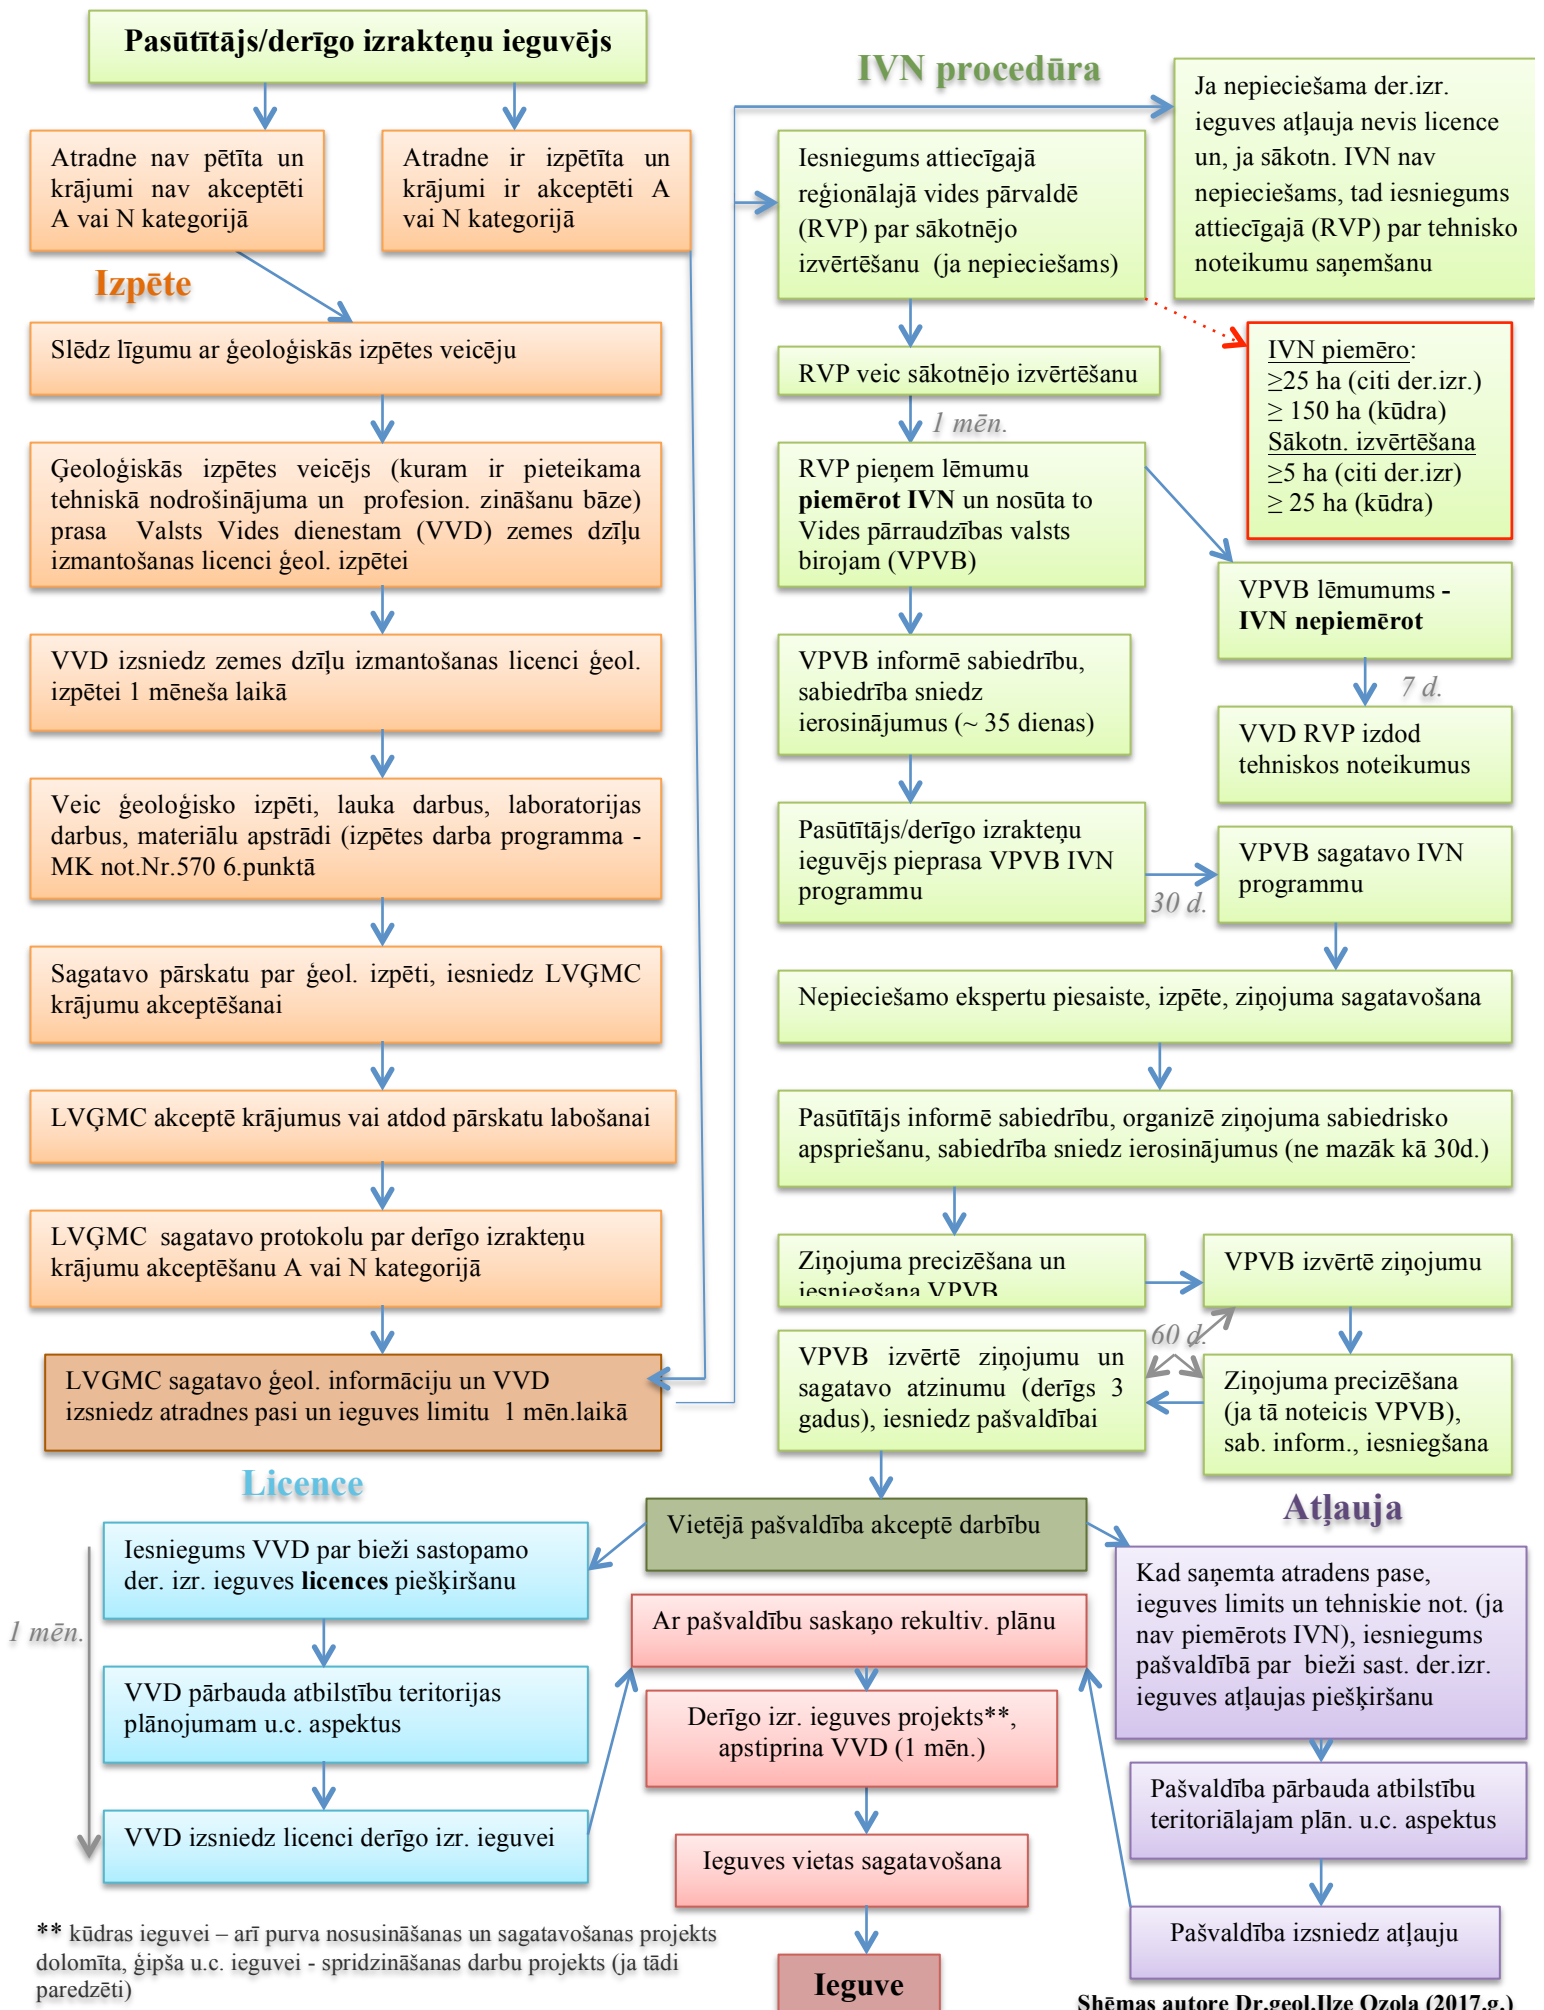 Pasūtītājs/derīgo izrakteņu ieguvējs
Atradne nav pētīta un
krājumi nav akceptēti
A vai N kategorijā
Atradne ir izpētīta un
krājumi ir akceptēti A
vai N kategorijā
Izpēte
Slēdz līgumu ar ģeoloģiskās izpētes veicēju
Ģeoloģiskās izpētes veicējs (kuram ir pieteikama
tehniskā nodrošinājuma un profesion. zināšanu bāze)
prasa Valsts Vides dienestam (VVD) zemes dzīļu
izmantošanas licenci ģeol. izpētei
VVD izsniedz zemes dzīļu izmantošanas licenci ģeol.
izpētei 1 mēneša laikā
Veic ģeoloģisko izpēti, lauka darbus, laboratorijas
darbus, materiālu apstrādi (izpētes darba programma -
MK not.Nr.570 6.punktā
Sagatavo pārskatu par ģeol. izpēti, iesniedz LVĢMC
krājumu akceptēšanai
LVĢMC akceptē krājumus vai atdod pārskatu labošanai
LVĢMC sagatavo protokolu par derīgo izrakteņu
krājumu akceptēšanu A vai N kategorijā
LVGMC sagatavo ģeol. informāciju un VVD
izsniedz atradnes pasi un ieguves limitu 1 mēn.laikā
IVN procedūra
Iesniegums attiecīgajā
reģionālajā vides pārvaldē
(RVP) par sākotnējo
izvērtēšanu (ja nepieciešams)
Ja nepieciešama der.izr.
ieguves atļauja nevis licence
un, ja sākotn. IVN nav
nepieciešams, tad iesniegums
attiecīgajā (RVP) par tehnisko
noteikumu saņemšanu
RVP veic sākotnējo izvērtēšanu
IVN piemēro:
≥25 ha (citi der.izr.)
≥ 150 ha (kūdra)
Sākotn. izvērtēšana
≥5 ha (citi der.izr)
≥ 25 ha (kūdra)
1 mēn.
RVP pieņem lēmumu
piemērot IVN un nosūta to
Vides pārraudzības valsts
birojam (VPVB)
VPVB lēmumums -
IVN nepiemērot
7 d.
VVD RVP izdod
tehniskos noteikumus
VPVB informē sabiedrību,
sabiedrība sniedz
ierosinājumus (~ 35 dienas)
Pasūtītājs/derīgo izrakteņu
ieguvējs pieprasa VPVB IVN
programmu
30 d.
VPVB sagatavo IVN
programmu
Nepieciešamo ekspertu piesaiste, izpēte, ziņojuma sagatavošana
Pasūtītājs informē sabiedrību, organizē ziņojuma sabiedrisko
apspriešanu, sabiedrība sniedz ierosinājumus (ne mazāk kā 30d.)
Ziņojuma precizēšana un
iesniegšana VPVB
VPVB izvērtē ziņojumu
60 d.
VPVB izvērtē ziņojumu un
sagatavo atzinumu (derīgs 3
gadus), iesniedz pašvaldībai
Ziņojuma precizēšana
(ja tā noteicis VPVB),
sab. inform., iesniegšana
Vietējā pašvaldība akceptē darbību
Licence
1 mēn.
Iesniegums VVD par bieži sastopamo
der. izr. ieguves licences piešķiršanu
VVD pārbauda atbilstību teritorijas
plānojumam u.c. aspektus
VVD izsniedz licenci derīgo izr. ieguvei
Ar pašvaldību saskaņo rekultiv. plānu
Derīgo izr. ieguves projekts**,
apstiprina VVD (1 mēn.)
Ieguves vietas sagatavošana
Ieguve
Atļauja
Kad saņemta atradens pase,
ieguves limits un tehniskie not. (ja
nav piemērots IVN), iesniegums
pašvaldībā par bieži sast. der.izr.
ieguves atļaujas piešķiršanu
Pašvaldība pārbauda atbilstību
teritoriālajam plān. u.c. aspektus
Pašvaldība izsniedz atļauju
** kūdras ieguvei – arī purva nosusināšanas un sagatavošanas projekts
dolomīta, ģipša u.c. ieguvei - spridzināšanas darbu projekts (ja tādi
paredzēti)
Shēmas autore Dr.geol.Ilze Ozola (2017.g.)